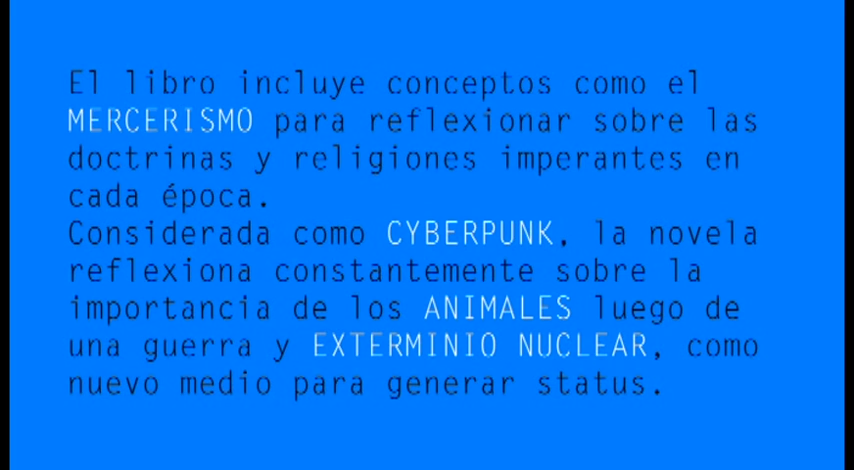 El libro incluye conceptos como el
MERCERISMO para reflexionar sobre las
doctrinas y religiones imperantes en
cada época.
Considerada como CYBERPUNK, la novela
reflexiona constantemente sobre la
importancia de los ANIMALES luego de
una guerra y EXTERMINIO NUCLEAR, como
nuevo medio para generar status.